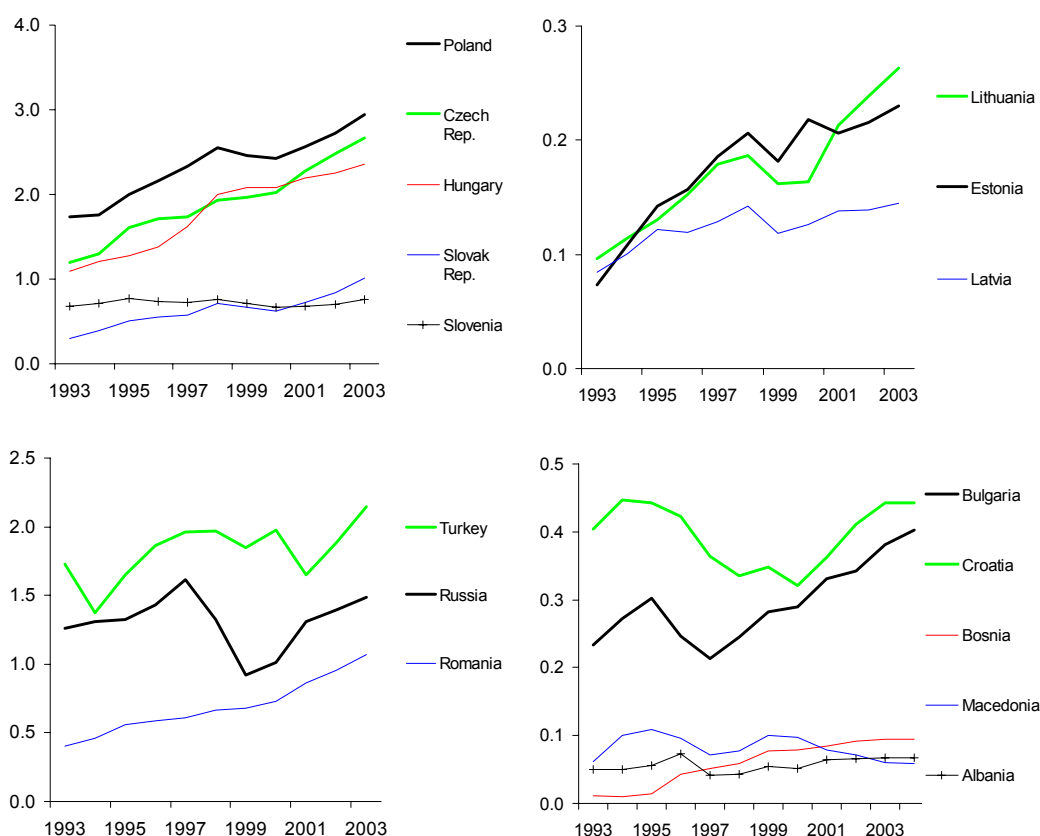 4.0
3.0
2.0
1.0
0.0
1993 1995 1997 1999 2001 2003
Poland
Czech
Rep.
Hungary
Slovak
Rep.
Slovenia
0.3
0.2
0.1
0.0
1993 1995 1997 1999 2001 2003
Lithuania
Estonia
Latvia
2.5
2.0
1.5
1.0
0.5
0.0
1993 1995 1997 1999 2001 2003
Turkey
Russia
Romania
0.5
0.4
0.3
0.2
0.1
0.0
1993 1995 1997 1999 2001 2003
Bulgaria
Croatia
Bosnia
Macedonia
Albania